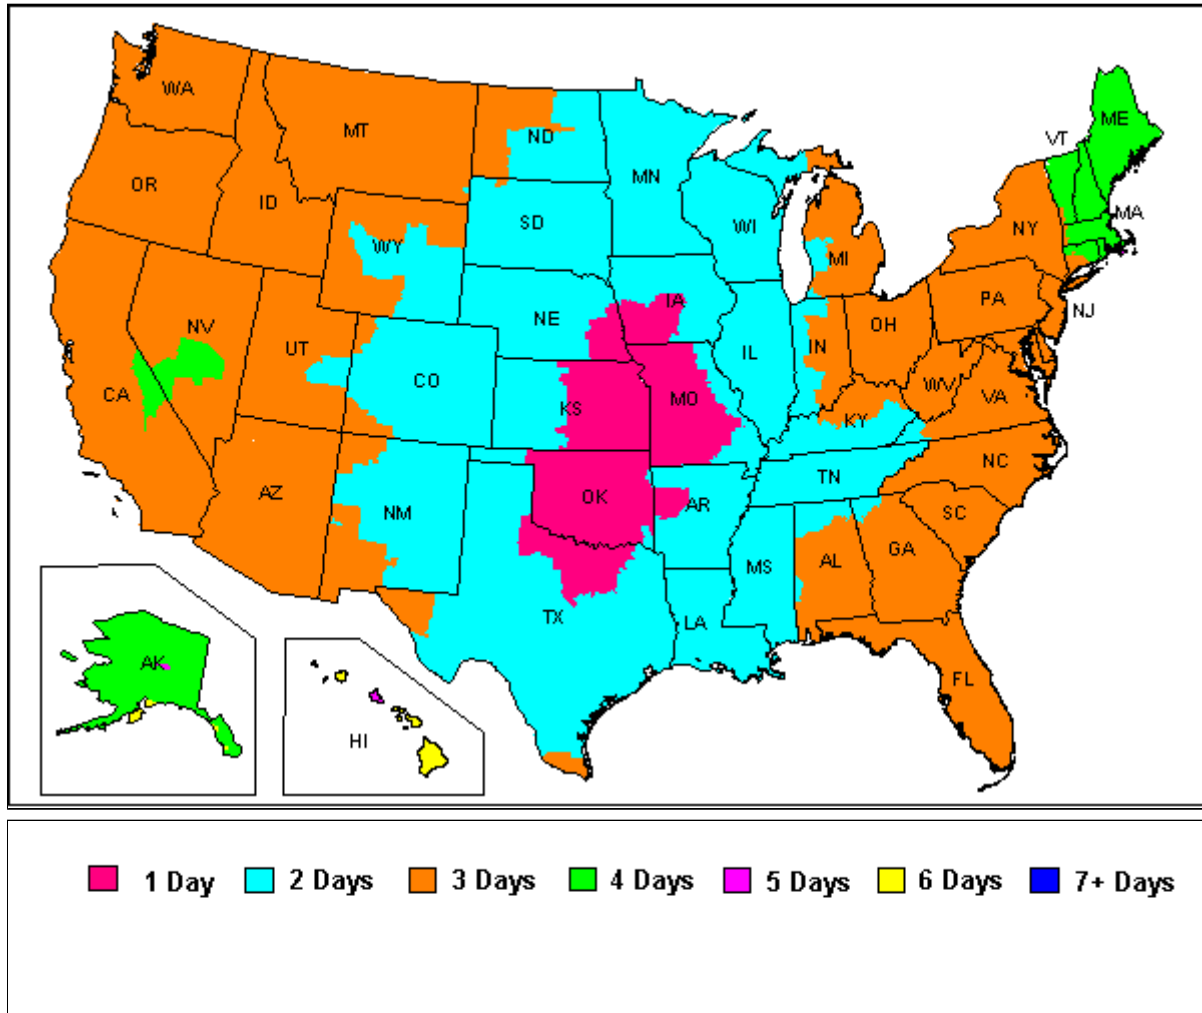 WA
MT
ND
MN
VT
ME
OR
ID
SD
WI
MA
WY
NY
MI
IA
NE
PA
NJ
NV
OH
UT
CO
IL
IN
CA
WV
KS
MO
VA
KY
NC
AZ
OK
AR
TN
NM
SC
GA
MS
AL
TX
LA
AK
FL
HI
1 Day 2 Days 3 Days 4 Days 5 Days 6 Days 7+ Days